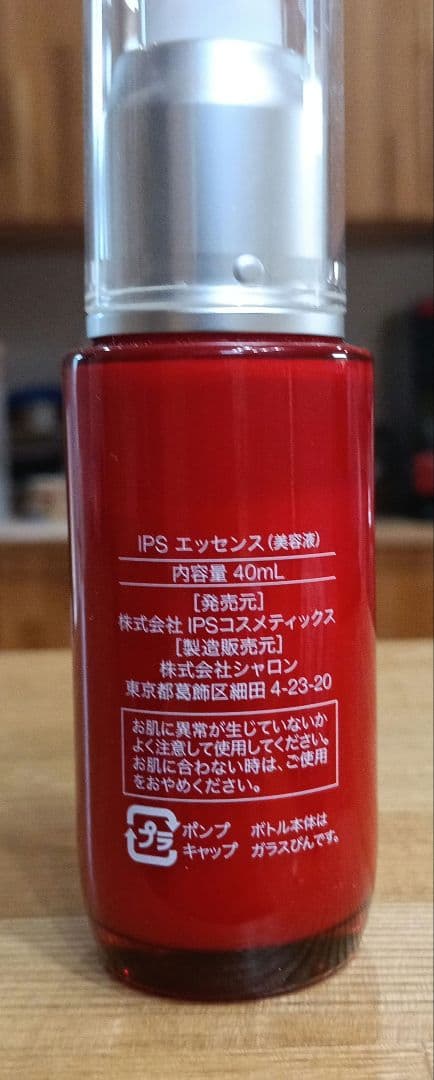 IPS エッセンス(美容液)
内容量 40mL
[発売元]
株式会社 IPSコスメティックス
[製造販売元]
株式会社シャロン
東京都葛飾区細田 4-23-20
お肌に異常が生じていないか
よく注意して使用してください。
お肌に合わない時は、ご使用
をおやめください。
プラ ポンプ ボトル本体は
キャップ ガラスびんです。